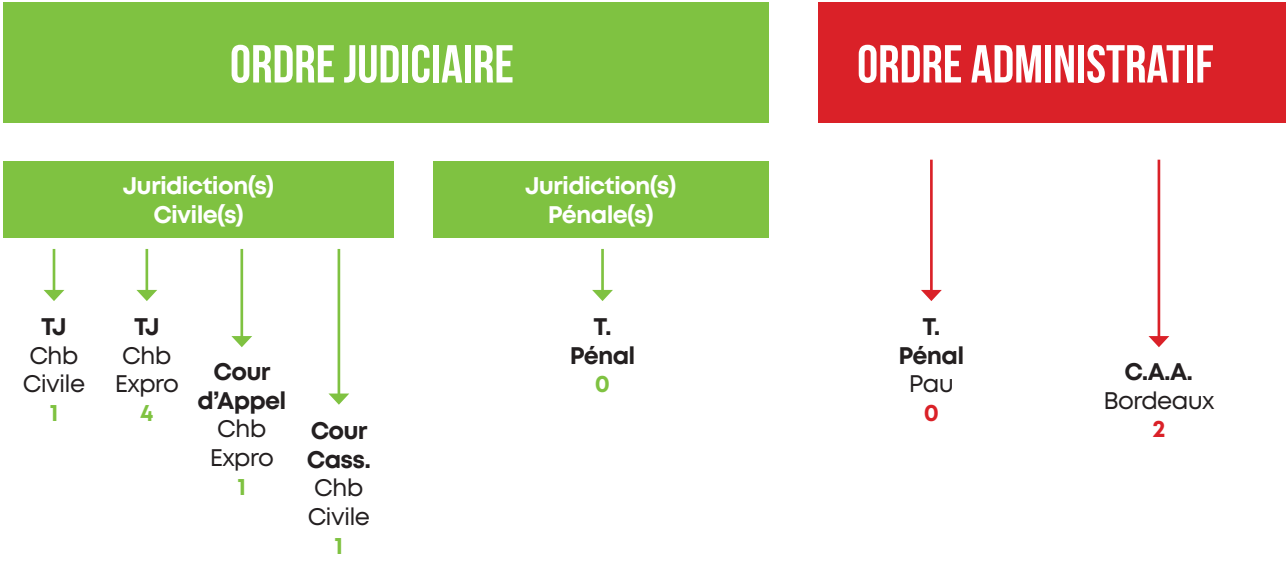 ORDRE JUDICIAIRE
ORDRE ADMINISTRATIF
Juridiction(s)
Civile(s)
Juridiction(s)
Pénale(s)
TJ
Chb
Civile
1
TJ
Chb
Expro
4
Cour
d'Appel
Chb
Expro
1
Cour
Cass.
Chb
Civile
1
T.
Pénal
0
T.
Pénal
Pau
0
C.A.A.
Bordeaux
2